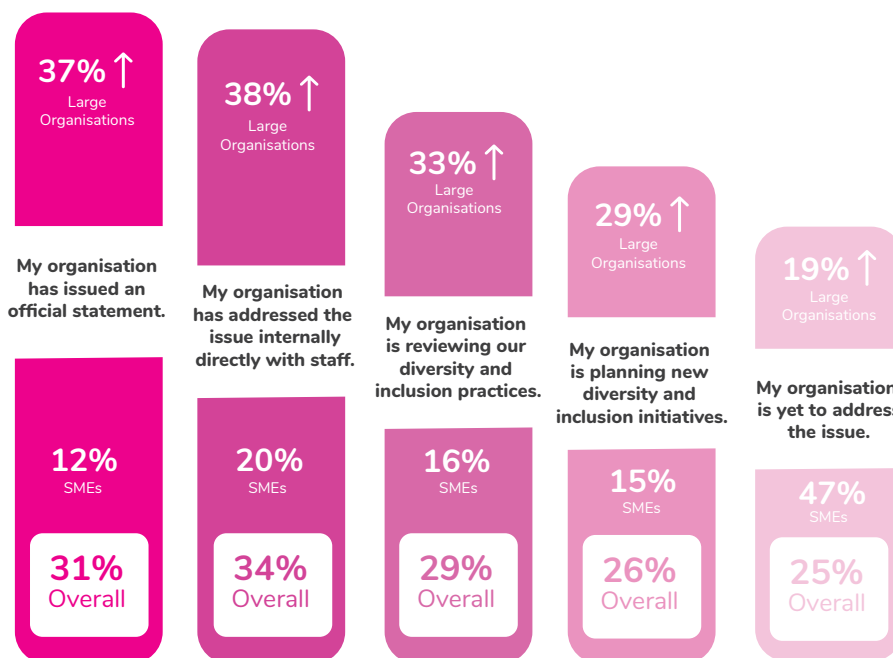 37% ↑
Large
Organisations
My organisation
has issued an
official statement.
12%
SMEs
31%
Overall
38% ↑
Large
Organisations
My organisation
has addressed the
issue internally
directly with staff.
20%
SMEs
34%
Overall
33% ↑
Large
Organisations
My organisation
is reviewing our
diversity and
inclusion practices.
16%
SMEs
29%
Overall
29% ↑
Large
Organisations
My organisation
is planning new
diversity and
inclusion initiatives.
15%
SMEs
26%
Overall
19% ↑
Large
Organisations
My organisation
is yet to address
the issue.
47%
SMEs
25%
Overall